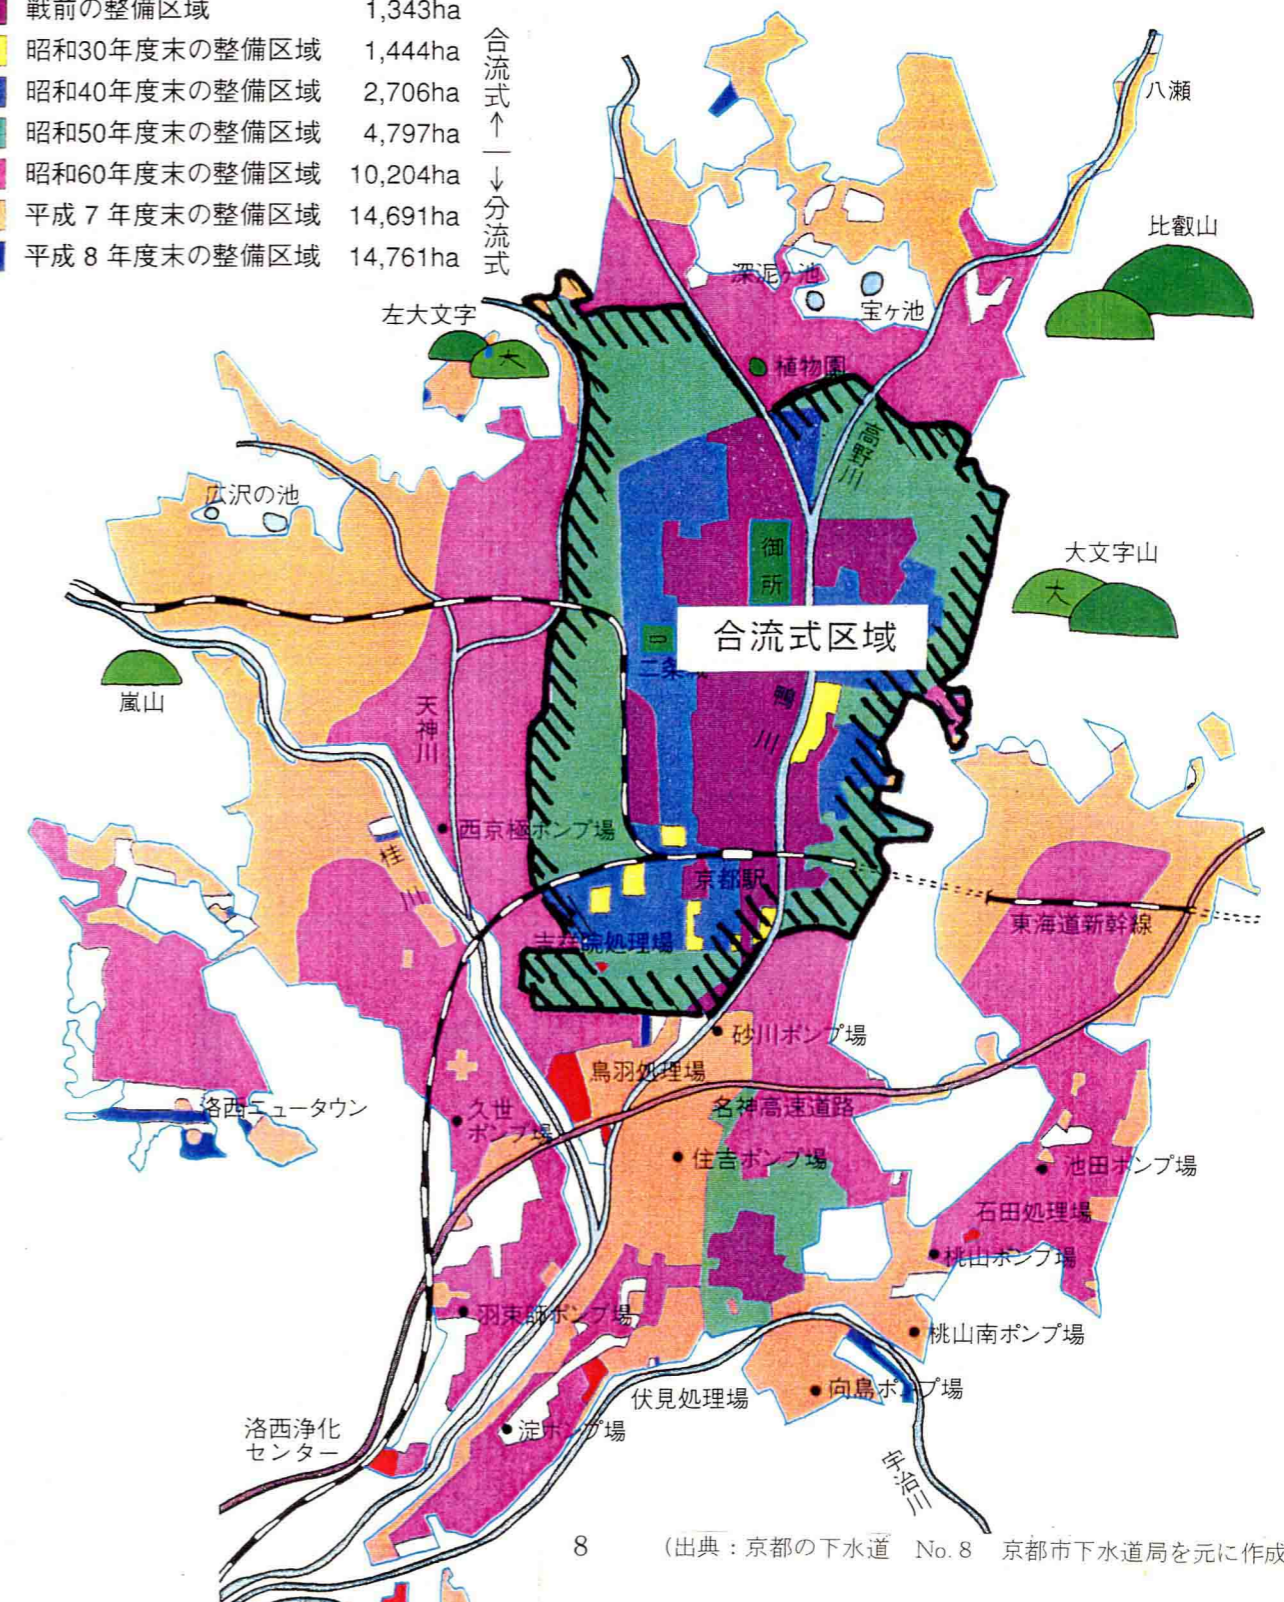 戦前の整備区域 1,343ha
昭和30年度末の整備区域 1,444ha
昭和40年度末の整備区域 2,706ha
昭和50年度末の整備区域 4,797ha
昭和60年度末の整備区域 10,204ha
平成7年度末の整備区域 14,691ha
平成8年度末の整備区域 14,761ha
合流式↑
↓分流式
八瀬
比叡山
深泥ヶ池
宝ヶ池
左大文字
大
植物園
高野川
広沢の池
御所
大文字山
大
合流式区域
二条城
嵐山
天神川
鴨川
西京極ポンプ場
桂川
京都駅
東海道新幹線
吉祥院処理場
砂川ポンプ場
鳥羽処理場
名神高速道路
洛西ニュータウン
久世
ポンプ場
住吉ポンプ場
池田ポンプ場
石田処理場
桃山ポンプ場
羽束師ポンプ場
桃山南ポンプ場
向島ポンプ場
伏見処理場
淀ポンプ場
洛西浄化
センター
宇治川
8
(出典：京都の下水道 No.8 京都市下水道局を元に作成